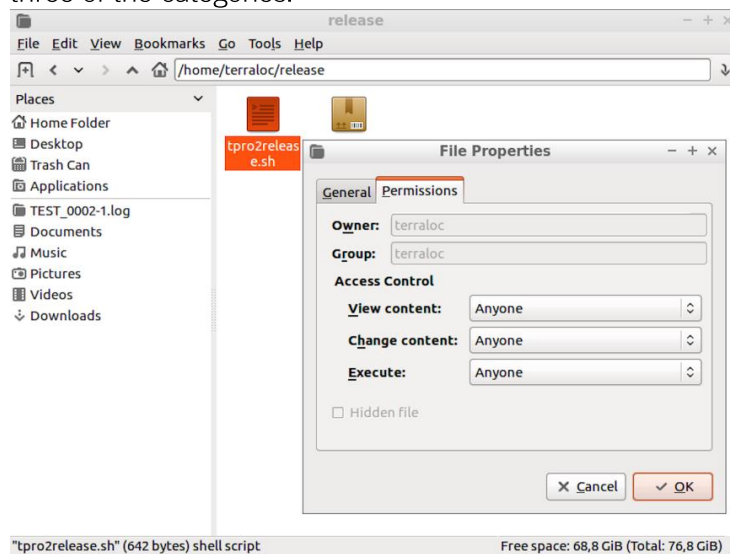 three of the categories.
release
File Edit View Bookmarks Go Tools Help
/home/terraloc/release
Places
Home Folder
Desktop
Trash Can
Applications
TEST_0002-1.log
Documents
Music
Pictures
Videos
Downloads
tpro2releas
e.sh
File Properties
General Permissions
Owner: terraloc
Group: terraloc
Access Control
View content: Anyone
Change content: Anyone
Execute: Anyone
Hidden file
Cancel OK
"tpro2release.sh" (642 bytes) shell script Free space: 68,8 GiB (Total: 76,8 GiB)